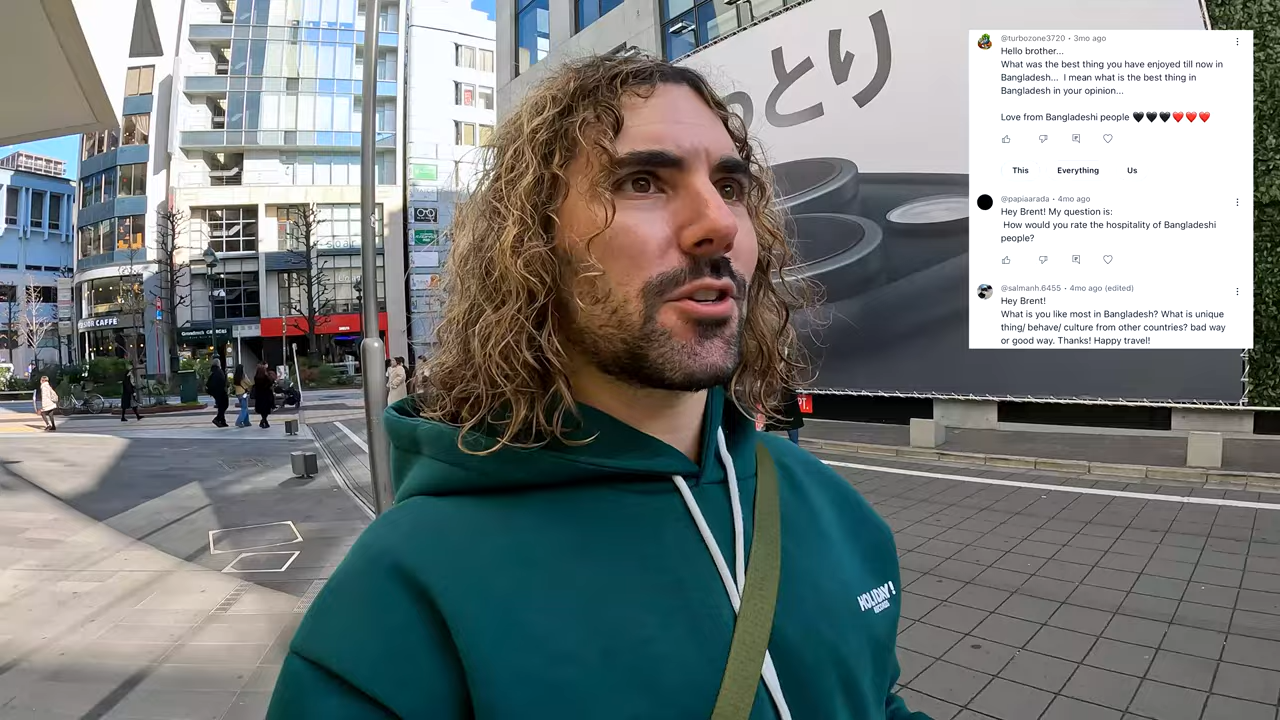 とり
HOLIDAY!
RECORDS
@turbozone3720 • 3mo ago
Hello brother...
What was the best thing you have enjoyed till now in
Bangladesh... I mean what is the best thing in
Bangladesh in your opinion...
Love from Bangladeshi people 🖤🖤🖤❤️❤️❤️
This Everything Us
@papiaarada • 4mo ago
Hey Brent! My question is:
How would you rate the hospitality of Bangladeshi
people?
@salmanh.6455 • 4mo ago (edited)
Hey Brent!
What is you like most in Bangladesh? What is unique
thing/ behave/ culture from other countries? bad way
or good way. Thanks! Happy travel!